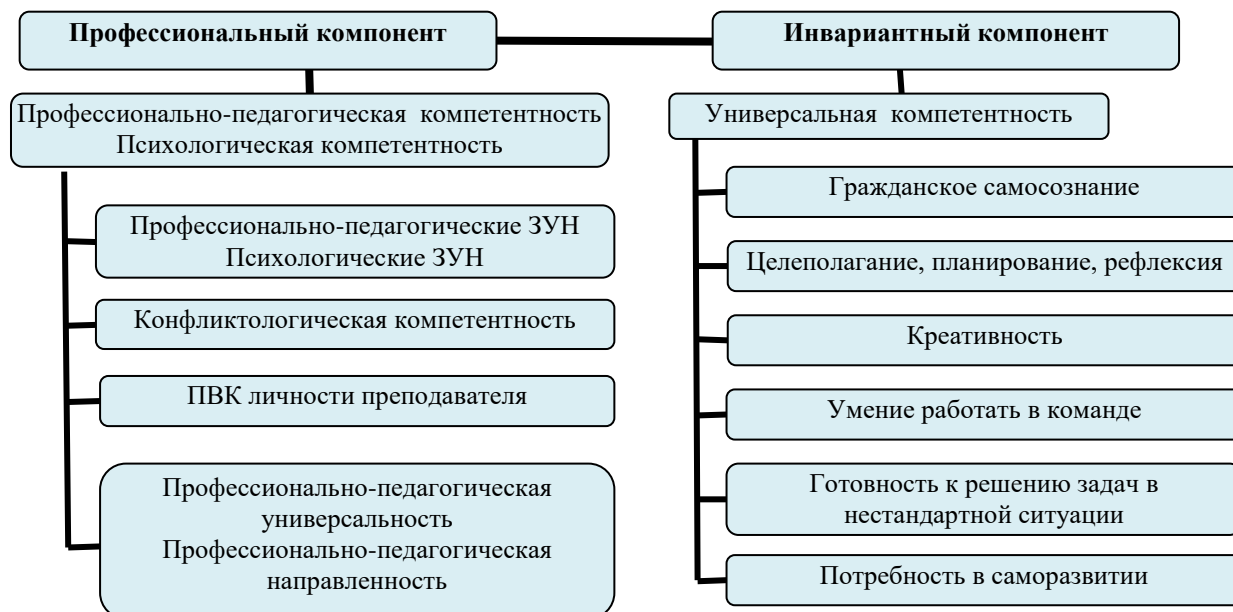 Профессиональный компонент
Инвариантный компонент
Профессионально-педагогическая компетентность
Психологическая компетентность
Универсальная компетентность
Профессионально-педагогические ЗУН
Психологические ЗУН
Конфликтологическая компетентность
ПВК личности преподавателя
Профессионально-педагогическая
универсальность
Профессионально-педагогическая
направленность
Гражданское самосознание
Целеполагание, планирование, рефлексия
Креативность
Умение работать в команде
Готовность к решению задач в
нестандартной ситуации
Потребность в саморазвитии